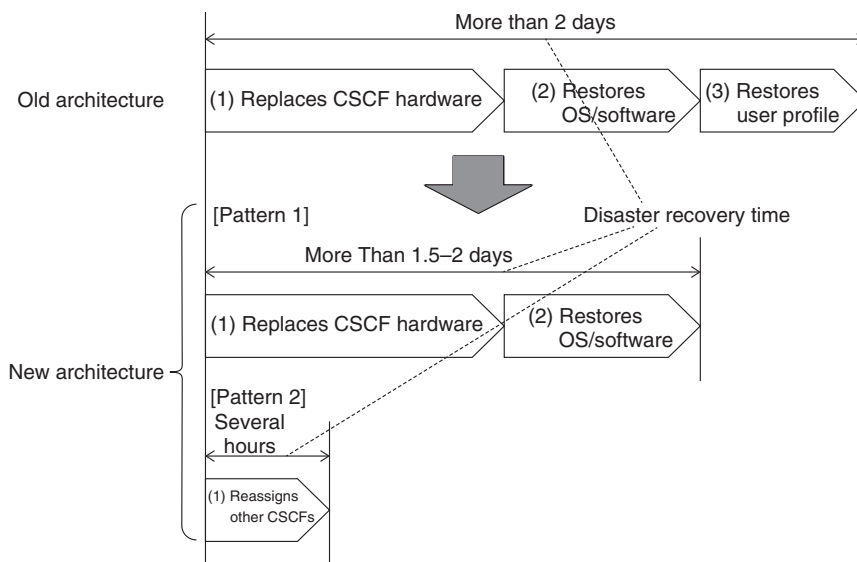 More than 2 days
Old architecture
(1) Replaces CSCF hardware
(2) Restores
OS/software
(3) Restores
user profile
[Pattern 1]
Disaster recovery time
More Than 1.5–2 days
(1) Replaces CSCF hardware
(2) Restores
OS/software
New architecture
[Pattern 2]
Several
hours
(1) Reassigns
other CSCFs